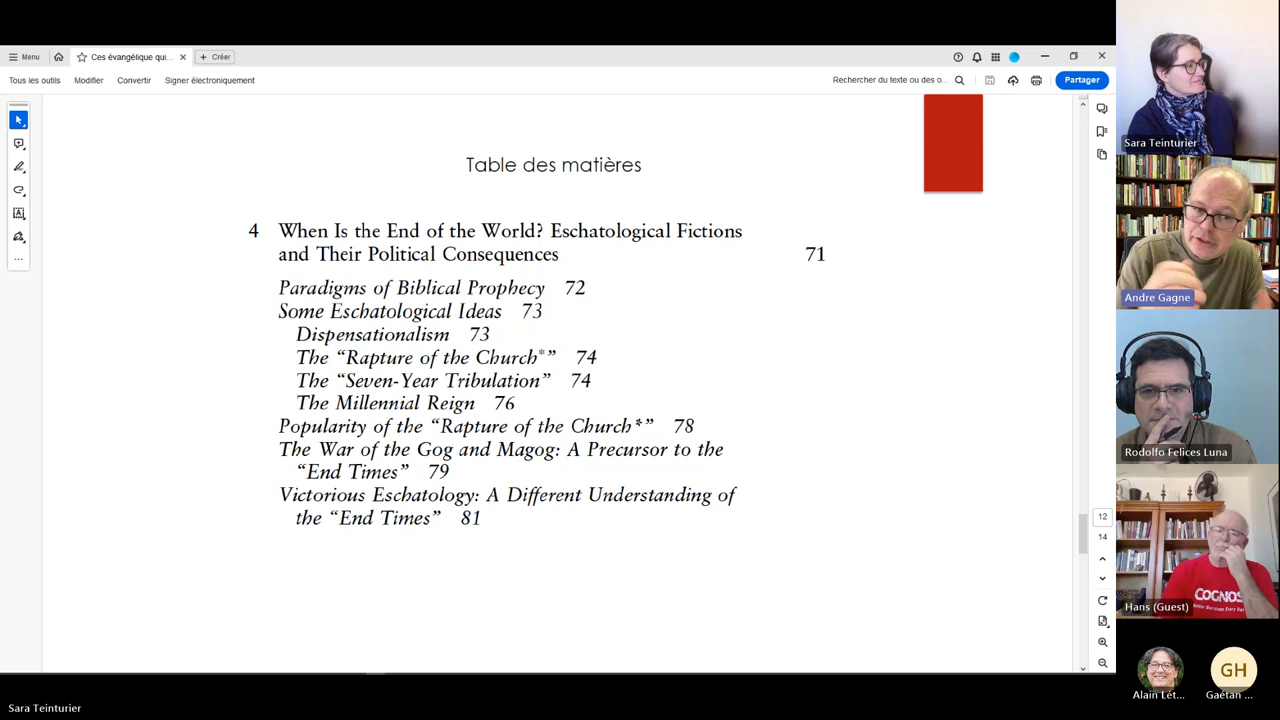 Menu
Ces évangélique qui...
Créer
Tous les outils
Modifier
Convertir
Signer électroniquement
Rechercher du texte ou des o...
Partager
Table des matières
4 When Is the End of the World? Eschatological Fictions
and Their Political Consequences 71
Paradigms of Biblical Prophecy 72
Some Eschatological Ideas 73
Dispensationalism 73
The “Rapture of the Church*” 74
The “Seven-Year Tribulation” 74
The Millennial Reign 76
Popularity of the “Rapture of the Church*” 78
The War of the Gog and Magog: A Precursor to the
“End Times” 79
Victorious Eschatology: A Different Understanding of
the “End Times” 81
12
14
Sara Teinturier
Andre Gagne
Rodolfo Felices Luna
COGNOS
Hans (Guest)
GH
Alain Lét...
Gaétan ...
Sara Teinturier